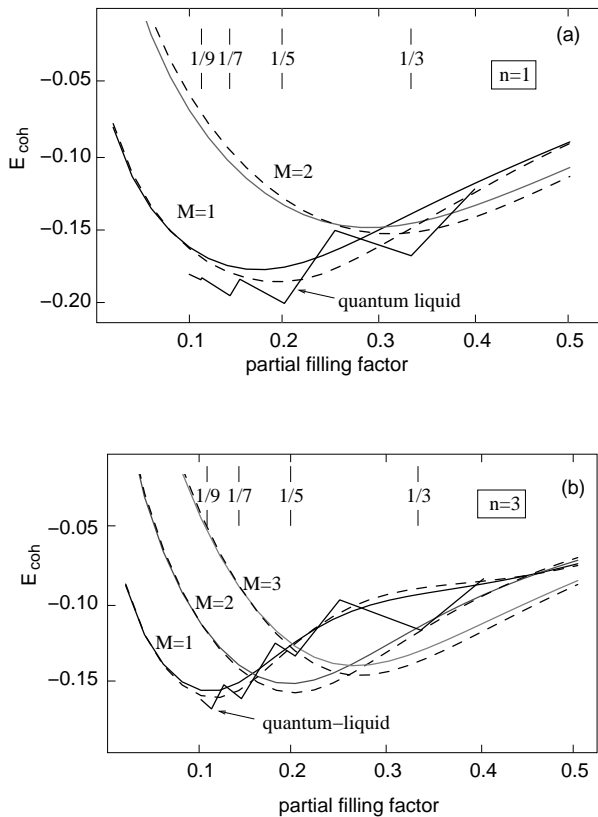 (a)
1/9 1/7 1/5 1/3
n=1
−0.05
−0.10
−0.15
−0.20
E coh
M=2
M=1
quantum liquid
0.1 0.2 0.3 0.4 0.5
partial filling factor
(b)
1/9 1/7 1/5 1/3
n=3
−0.05
−0.10
−0.15
E coh
M=3
M=2
M=1
quantum−liquid
0.1 0.2 0.3 0.4 0.5
partial filling factor